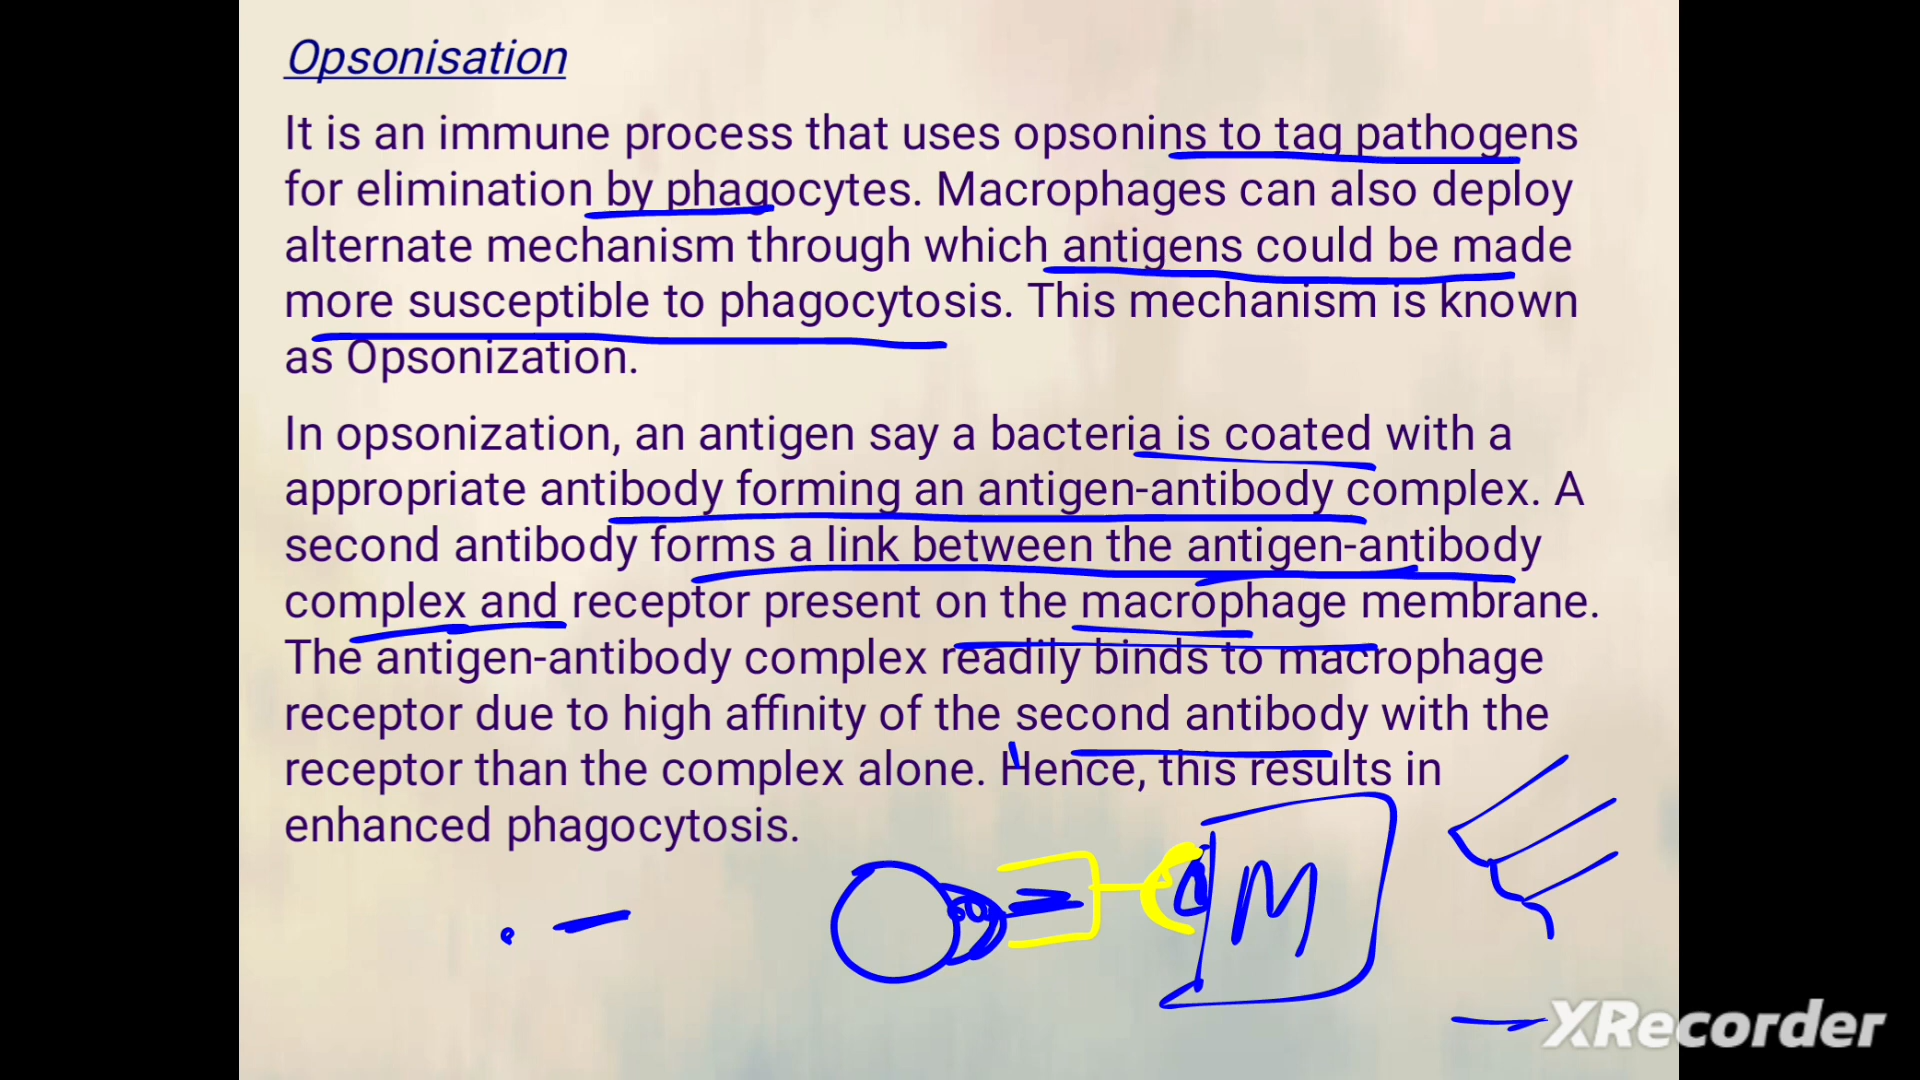 Opsonisation
It is an immune process that uses opsonins to tag pathogens
for elimination by phagocytes. Macrophages can also deploy
alternate mechanism through which antigens could be made
more susceptible to phagocytosis. This mechanism is known
as Opsonization.
In opsonization, an antigen say a bacteria is coated with a
appropriate antibody forming an antigen-antibody complex. A
second antibody forms a link between the antigen-antibody
complex and receptor present on the macrophage membrane.
The antigen-antibody complex readily binds to macrophage
receptor due to high affinity of the second antibody with the
receptor than the complex alone. Hence, this results in
enhanced phagocytosis.
M
XRecorder